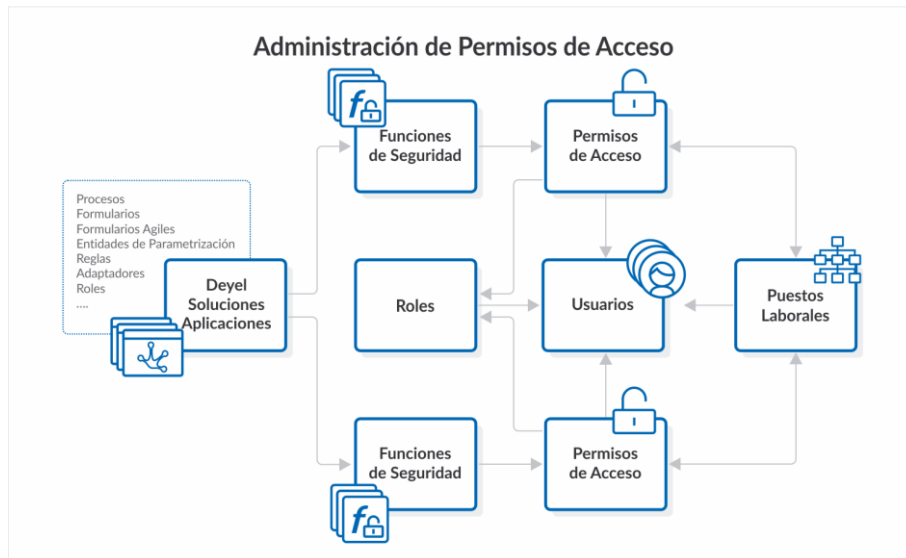 Administración de Permisos de Acceso
Funciones
de Seguridad
Permisos
de Acceso
Procesos
Formularios
Formularios Agiles
Entidades de Parametrización
Reglas
Adaptadores
Roles
....
Deyel
Soluciones
Aplicaciones
Roles
Usuarios
Puestos
Laborales
Funciones
de Seguridad
Permisos
de Acceso